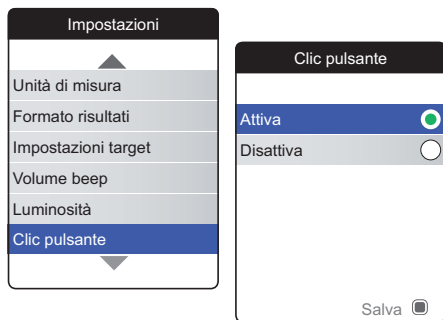 Impostazioni
Unità di misura
Formato risultati
Impostazioni target
Volume beep
Luminosità
Clic pulsante
Clic pulsante
Attiva
Disattiva
Salva